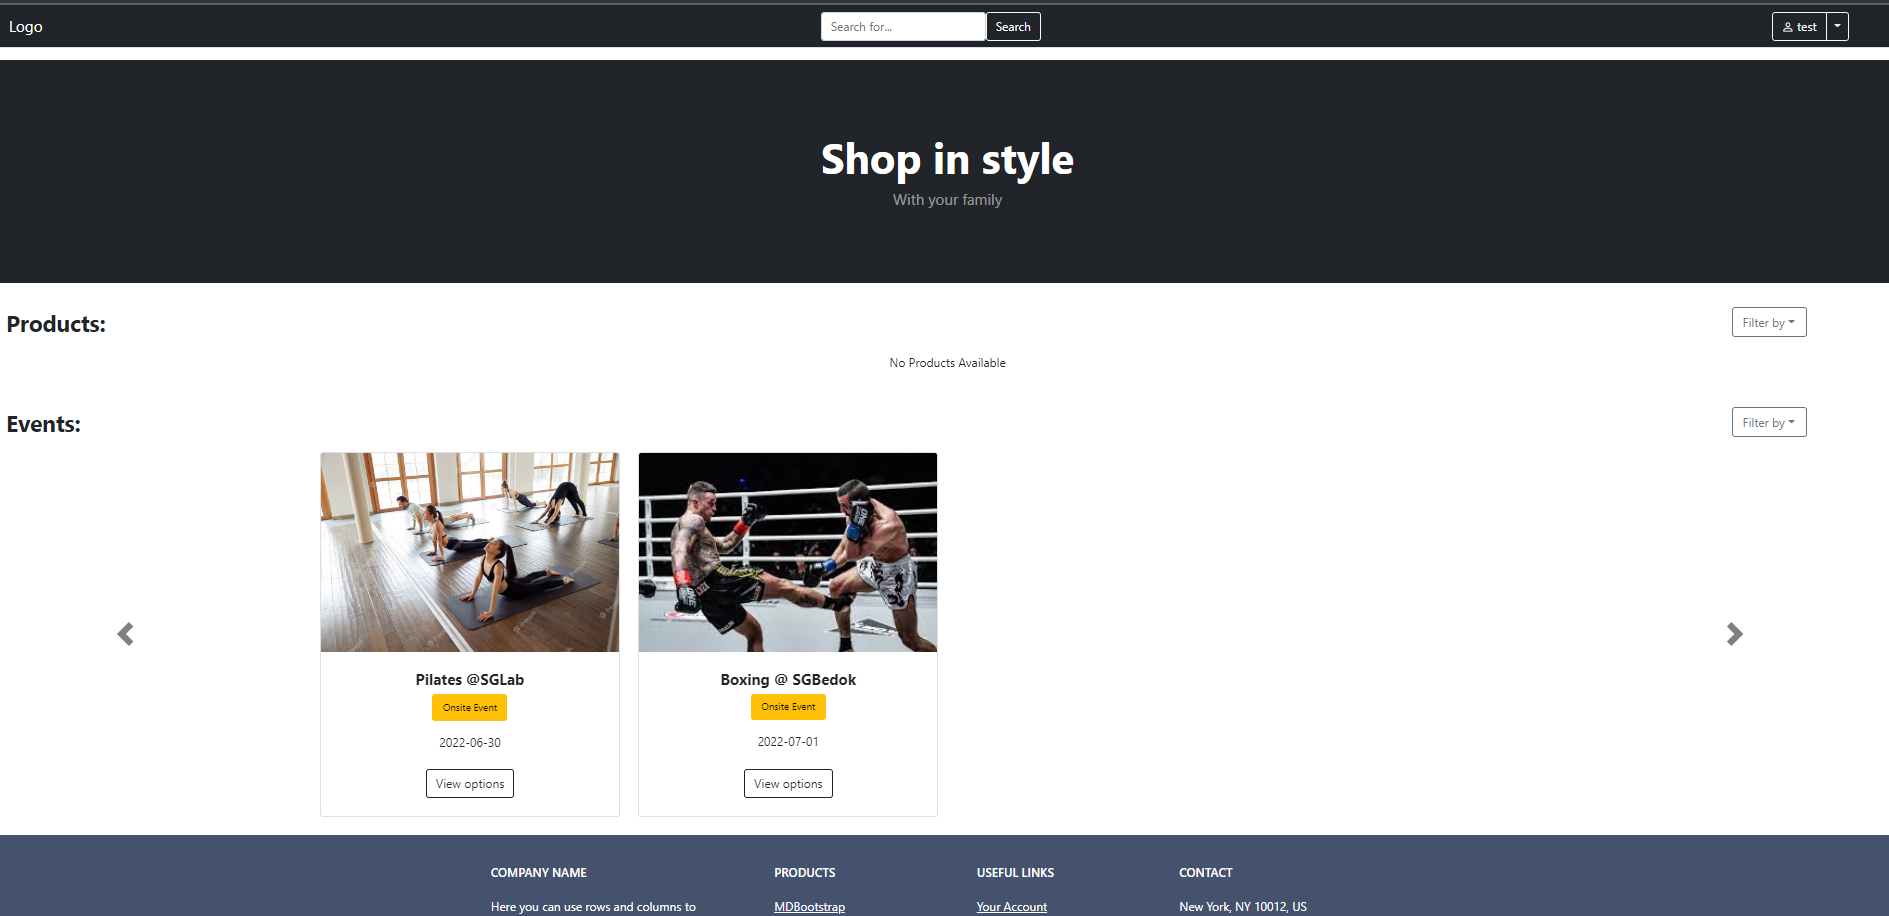 Logo
Search for...
Search
test
Shop in style
With your family
Products:
Filter by
No Products Available
Events:
Filter by
Pilates @SGLab
Onsite Event
2022-06-30
View options
Boxing @ SGBedok
Onsite Event
2022-07-01
View options
COMPANY NAME
Here you can use rows and columns to
PRODUCTS
MDBootstrap
USEFUL LINKS
Your Account
CONTACT
New York, NY 10012, US